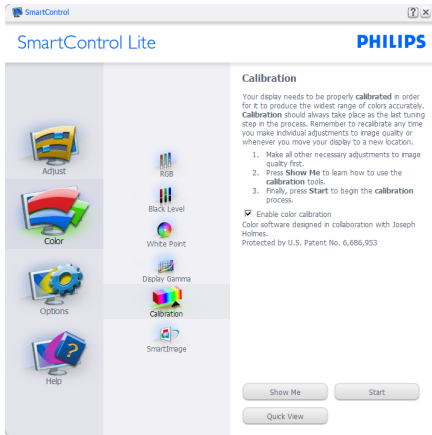 SmartControl
SmartControl Lite
PHILIPS
Adjust
Color
Options
Help
RGB
Black Level
White Point
Display Gamma
Calibration
SmartImage
Calibration
Your display needs to be properly calibrated in order
for it to produce the widest range of colors accurately.
Calibration should always take place as the last tuning
step in the process. Remember to recalibrate any time
you make individual adjustments to image quality or
whenever you move your display to a new location.
1. Make all other necessary adjustments to image
quality first.
2. Press Show Me to learn how to use the
calibration tools.
3. Finally, press Start to begin the calibration
process.
Enable color calibration
Color software designed in collaboration with Joseph
Holmes.
Protected by U.S. Patent No. 6,686,953
Show Me
Start
Quick View